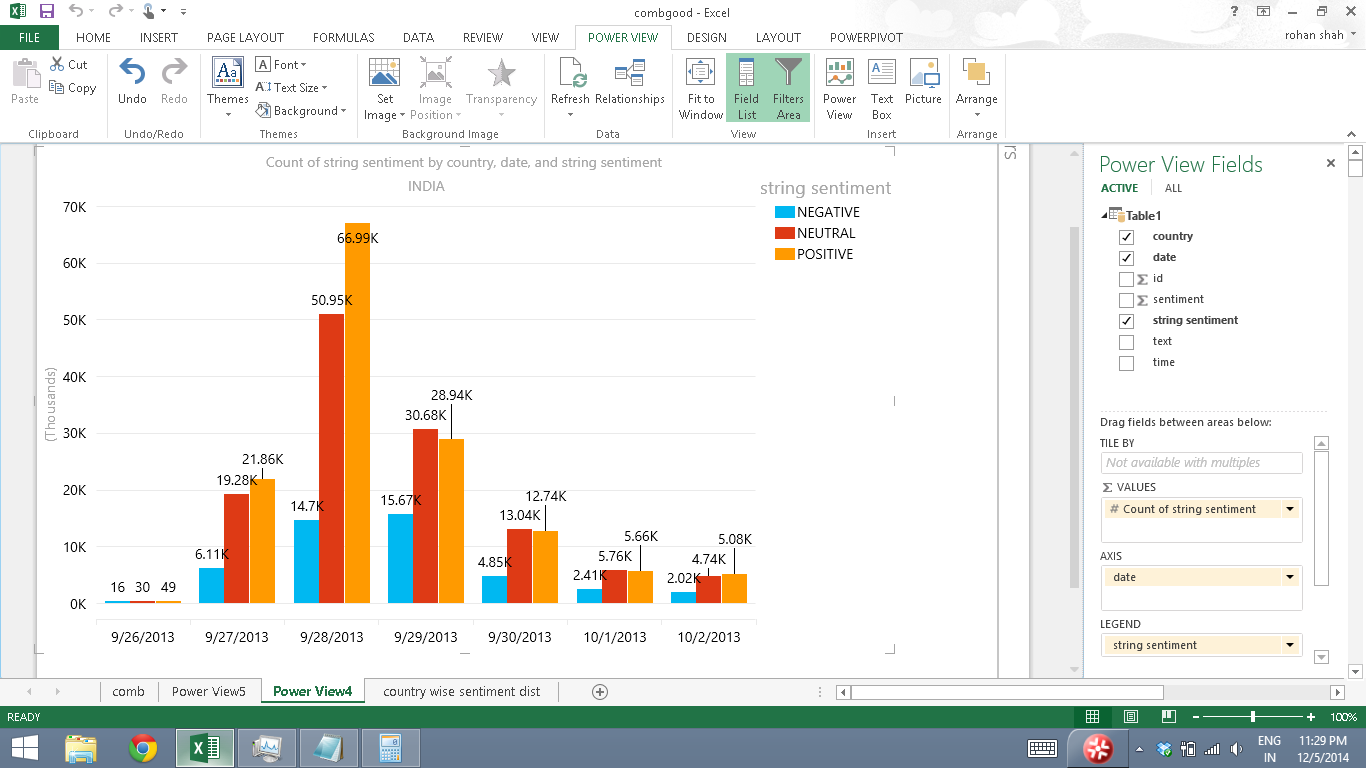 combgood - Excel
?
FILE HOME INSERT PAGE LAYOUT FORMULAS DATA REVIEW VIEW POWER VIEW DESIGN LAYOUT POWERPIVOT rohan shah
Paste
Cut
Copy
Clipboard
Undo Redo
Undo/Redo
Aa
Themes
A Font
AA Text Size
Background
Themes
Set Image
Image Position
Transparency
Background Image
Refresh
Relationships
Data
Fit to Window
Field List
Filters Area
View
Power View
Text Box
Picture
Insert
Arrange
Arrange
Count of string sentiment by country, date, and string sentiment
INDIA
string sentiment
NEGATIVE
NEUTRAL
POSITIVE
(Thousands)
70K
60K
50K
40K
30K
20K
10K
0K
16 30 49
6.11K 19.28K 21.86K
14.7K 50.95K 66.99K
15.67K 30.68K 28.94K
4.85K 13.04K 12.74K
2.41K 5.76K 5.66K
2.02K 4.74K 5.08K
9/26/2013 9/27/2013 9/28/2013 9/29/2013 9/30/2013 10/1/2013 10/2/2013
rs
Power View Fields
ACTIVE ALL
Table1
country
date
Σ id
Σ sentiment
string sentiment
text
time
Drag fields between areas below:
TILE BY
Not available with multiples
Σ VALUES
# Count of string sentiment
AXIS
date
LEGEND
string sentiment
comb Power View5 Power View4 country wise sentiment dist
READY
100%
ENG
IN
11:29 PM
12/5/2014